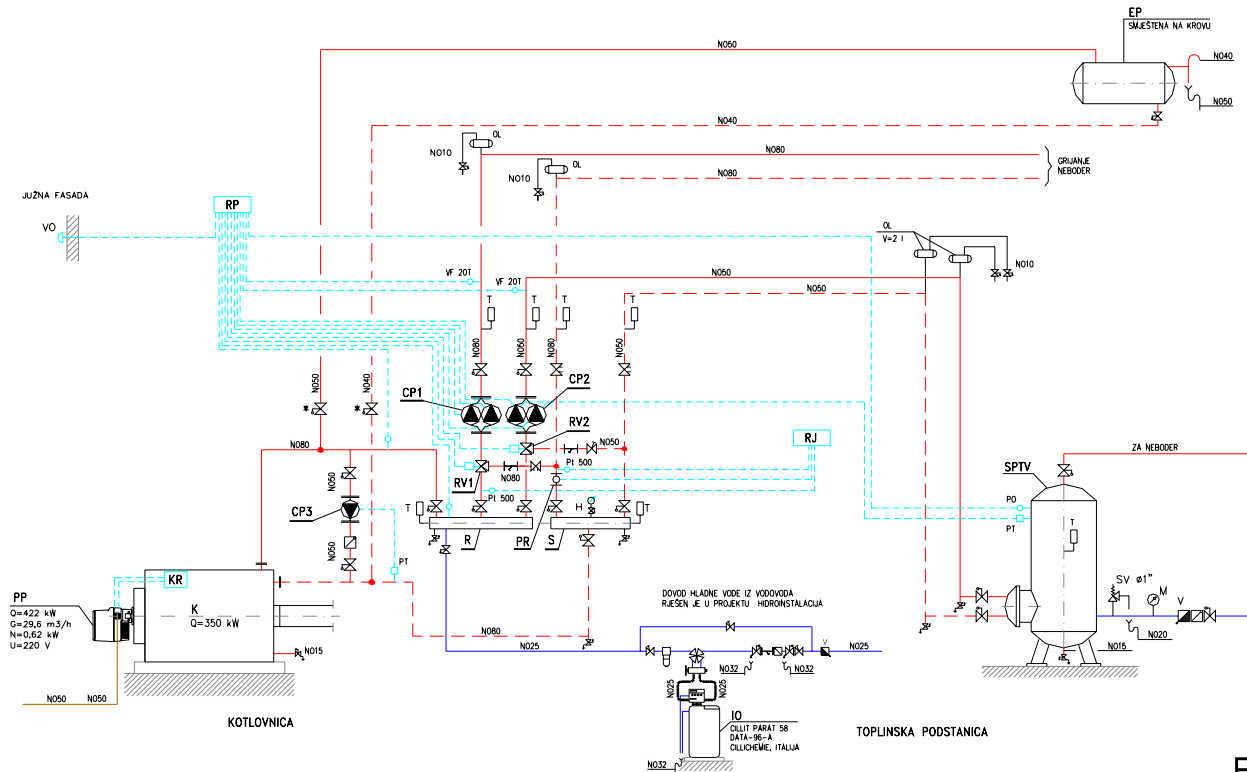 EP
SMJEŠTENA NA KROVU
NO50
NO40
NO50
NO40
OL
NO10
NO80
OL
NO10
NO80
GRIJANJE
NEBODER
JUŽNA FASADA
VO
RP
OL
V=2 l
NO10
VF 20T
VF 20T
NO50
NO50
T
T
T
T
NO80
NO50
NO80
NO50
NO50
NO40
*
*
CP1
CP2
RV2
NO50
RJ
NO80
PI 500
NO80
RV1
PI 500
ZA NEBODER
SPTV
NO50
CP3
T
H
T
PO
PT
T
R
PR
S
NO50
PT
KR
PP
Q=422 kW
G=29,6 m3/h
N=0,62 kW
U=220 V
K
Q=350 kW
DOVOD HLADNE VODE IZ VODOVODA
RJEŠEN JE U PROJEKTU HIDROINSTALACIJA
SV ø1"
M
V
NO20
NO15
NO15
NO80
NO25
V
NO25
NO32
NO32
NO25
NO25
NO50
NO50
IO
CILLIT PARAT 58
DATA-96-A
CILLICHEMIE, ITALIJA
NO32
KOTLOVNICA
TOPLINSKA PODSTANICA